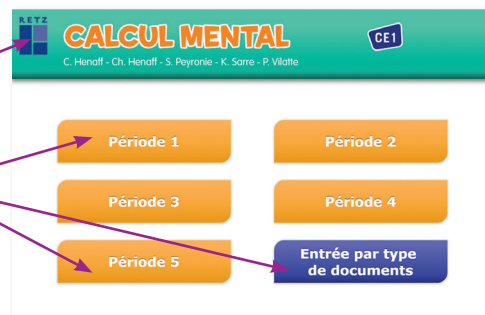 RETZ
CALCUL MENTAL
CE1
C. Henaff - Ch. Henaff - S. Peyronie - K. Sarre - P. Vilatte
Période 1
Période 2
Période 3
Période 4
Période 5
Entrée par type
de documents